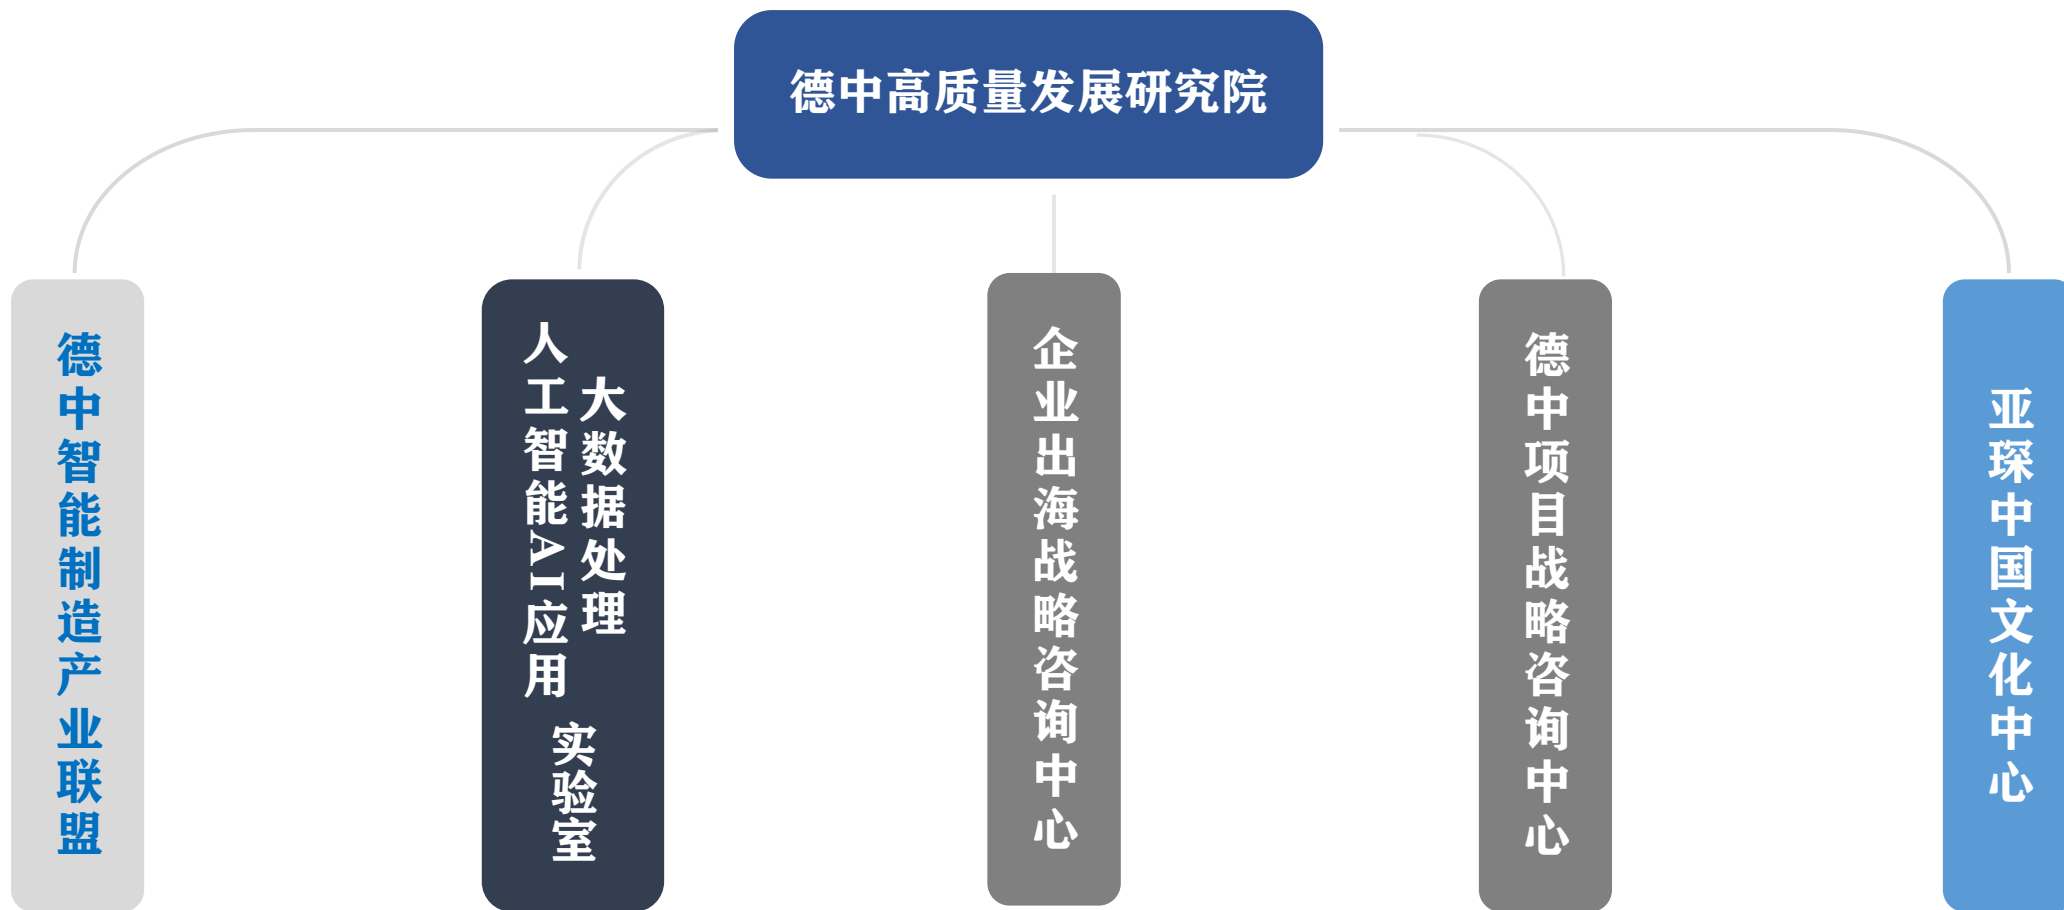 德中高质量发展研究院
德中智能制造产业联盟
大数据处理
人工智能AI应用
实验室
企业出海战略咨询中心
德中项目战略咨询中心
亚琛中国文化中心